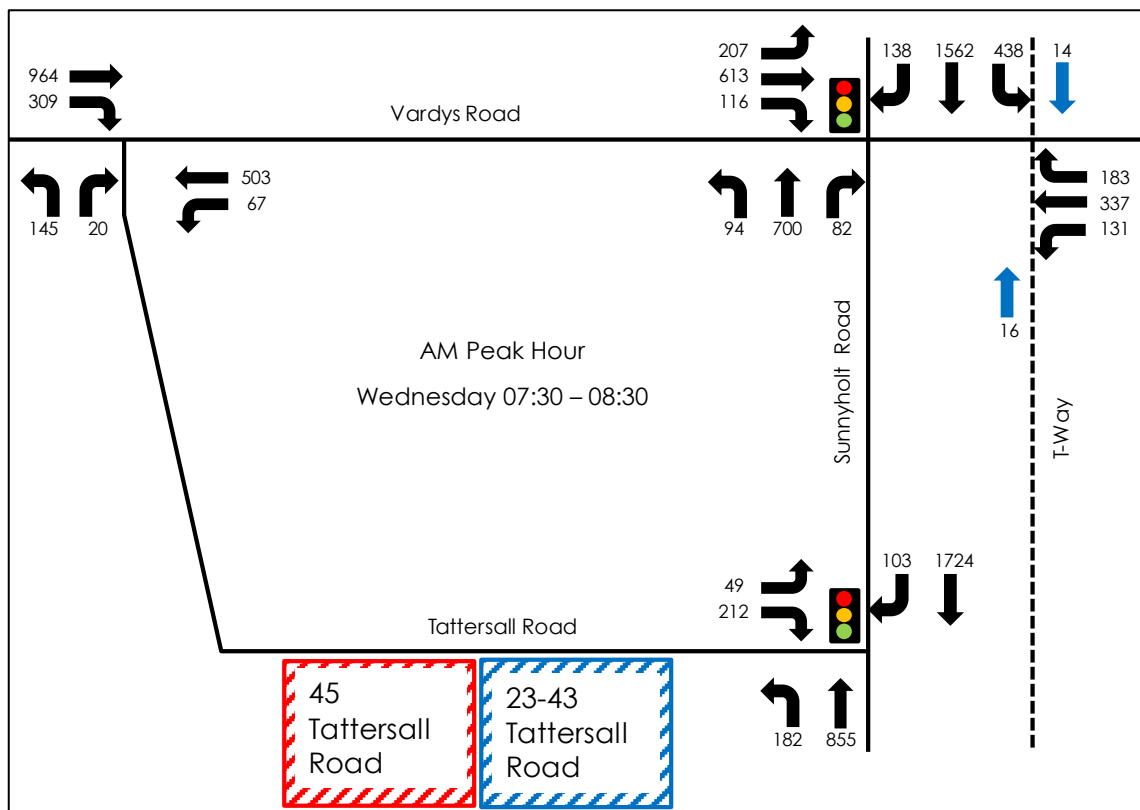 207
613
116
138
1562
438
14
964
309
Vardys Road
145
20
503
67
94
700
82
183
337
131
16
AM Peak Hour
Wednesday 07:30 – 08:30
Sunnyholt Road
T-Way
49
212
103
1724
Tattersall Road
45
Tattersall
Road
23-43
Tattersall
Road
182
855